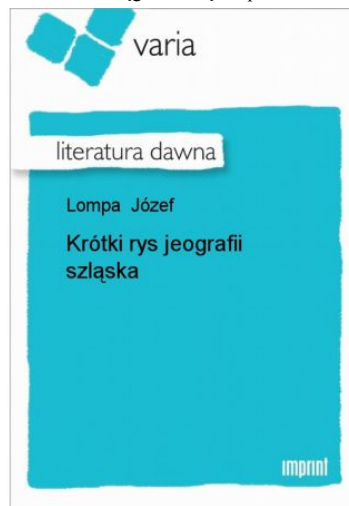 varia
literatura dawna
Lompa Józef
Krótki rys jeografii
szląska
imprint